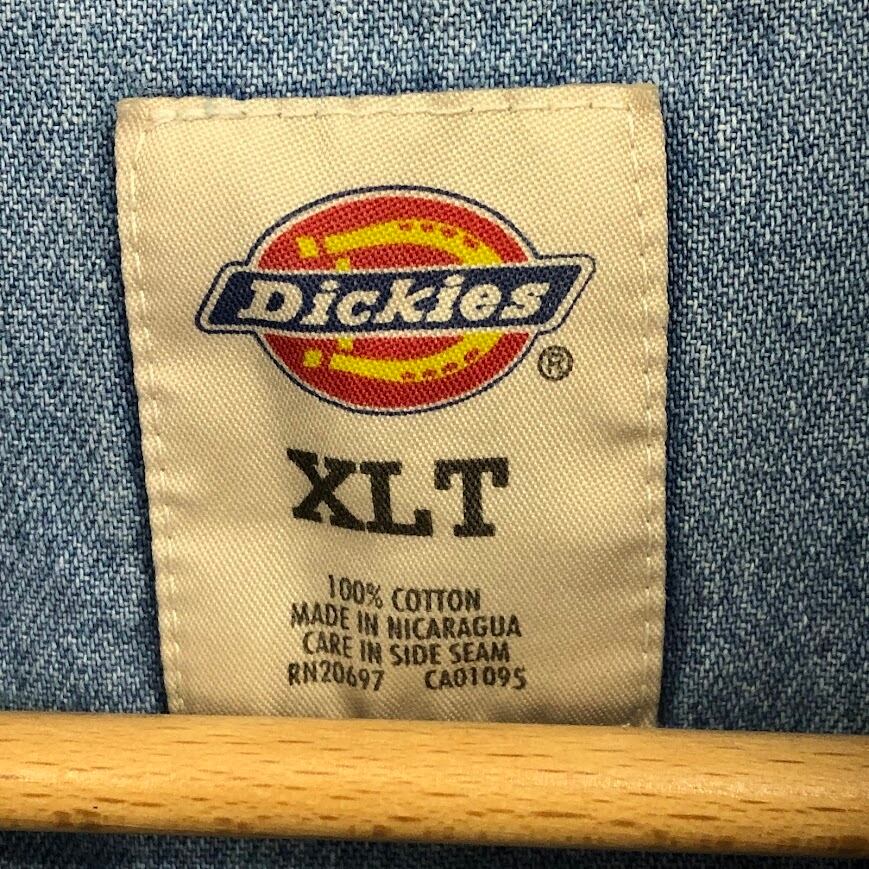 Dickies
®
XLT
100% COTTON
MADE IN NICARAGUA
CARE IN SIDE SEAM
RN20697 CA01095